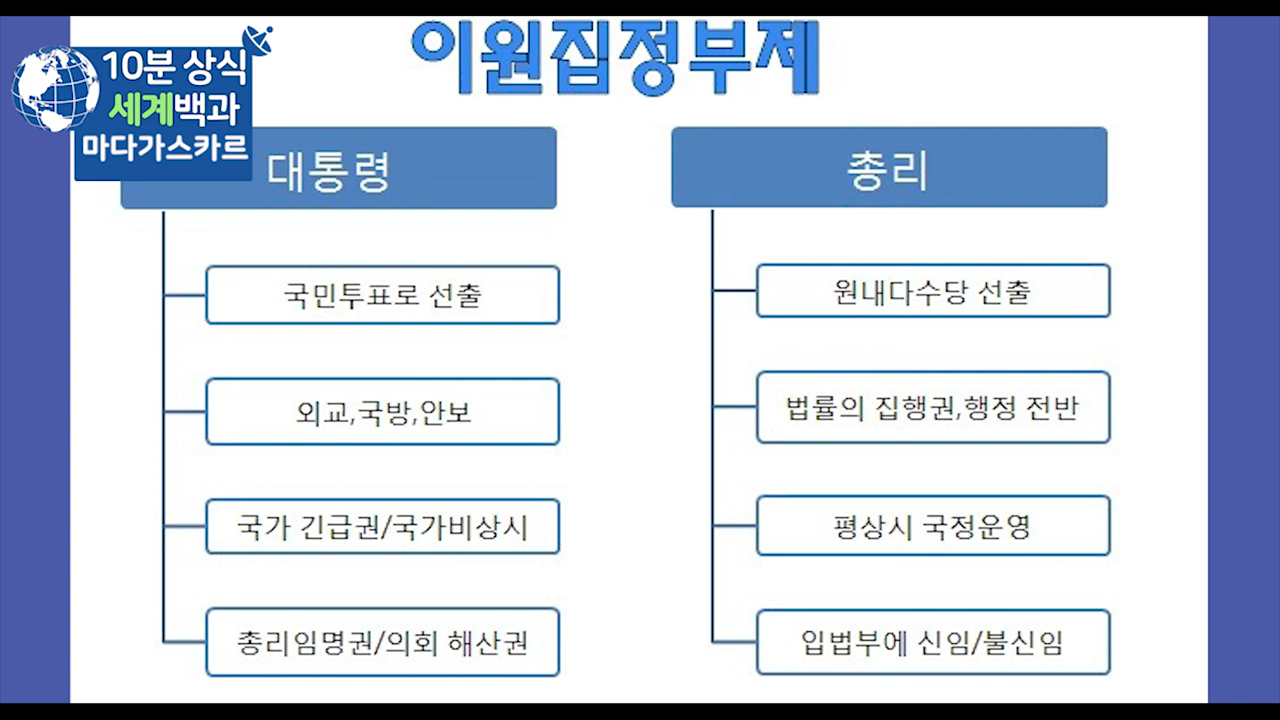 이원집정부제
10분 상식
세계백과
마다가스카르
대통령
국민투표로 선출
외교,국방,안보
국가 긴급권/국가비상시
총리임명권/의회 해산권
총리
원내다수당 선출
법률의 집행권,행정 전반
평상시 국정운영
입법부에 신임/불신임